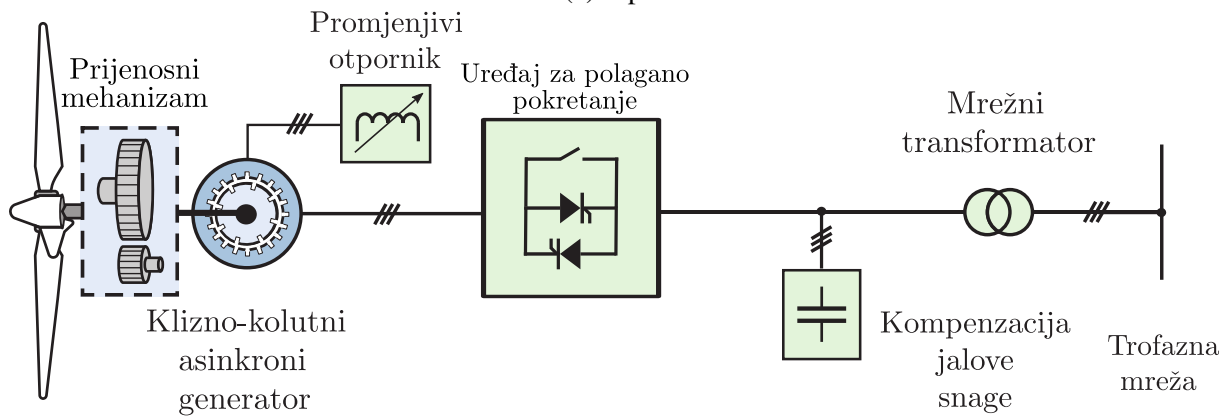 Promjenjivi
otpornik
Prijenosni
mehanizam
Uređaj za polagano
pokretanje
Mrežni
transformator
Klizno-kolutni
asinkroni
generator
Kompenzacija
jalove
snage
Trofazna
mreža